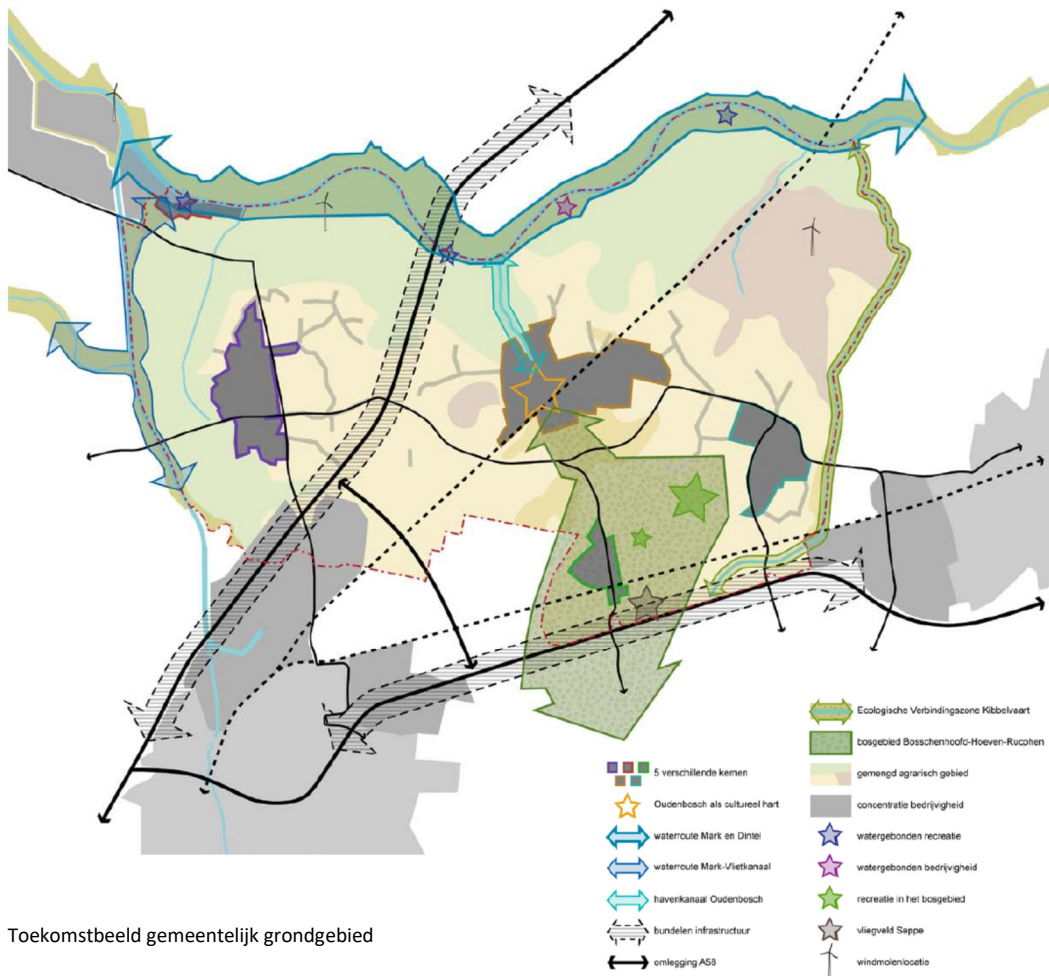 5 verschillende kernen
Oudenbosch als cultureel hart
waterroute Mark en Dintel
waterroute Mark-Vlietkanaal
havenkanaal Oudenbosch
bundelen infrastructuur
omlegging A58
Ecologische Verbindingszone Kibbelvaart
bosgebied Bosschenhoofd-Hoeven-Rucphen
gemengd agrarisch gebied
concentratie bedrijvigheid
watergebonden recreatie
watergebonden bedrijvigheid
recreatie in het bosgebied
vliegveld Seppe
windmolenlocatie
Toekomstbeeld gemeentelijk grondgebied